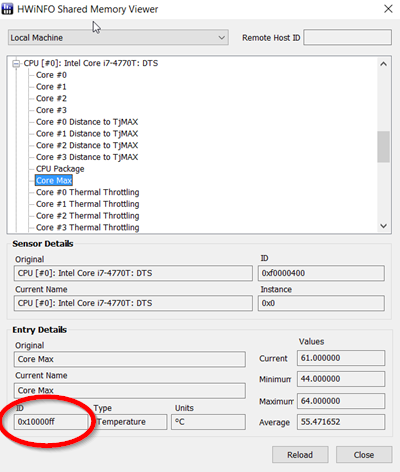 HWiNFO Shared Memory Viewer
Local Machine
Remote Host ID
CPU [#0]: Intel Core i7-4770T: DTS
Core #0
Core #1
Core #2
Core #3
Core #0 Distance to TjMAX
Core #1 Distance to TjMAX
Core #2 Distance to TjMAX
Core #3 Distance to TjMAX
CPU Package
Core Max
Core #0 Thermal Throttling
Core #1 Thermal Throttling
Core #2 Thermal Throttling
Core #3 Thermal Throttling
Sensor Details
Original ID
CPU [#0]: Intel Core i7-4770T: DTS 0xf0000400
Current Name Instance
CPU [#0]: Intel Core i7-4770T: DTS 0x0
Entry Details
Original Values
Core Max Current 61.000000
Current Name Minimum 44.000000
Core Max Maximum 64.000000
ID Type Units
0x10000ff Temperature °C Average 55.471652
Reload Close